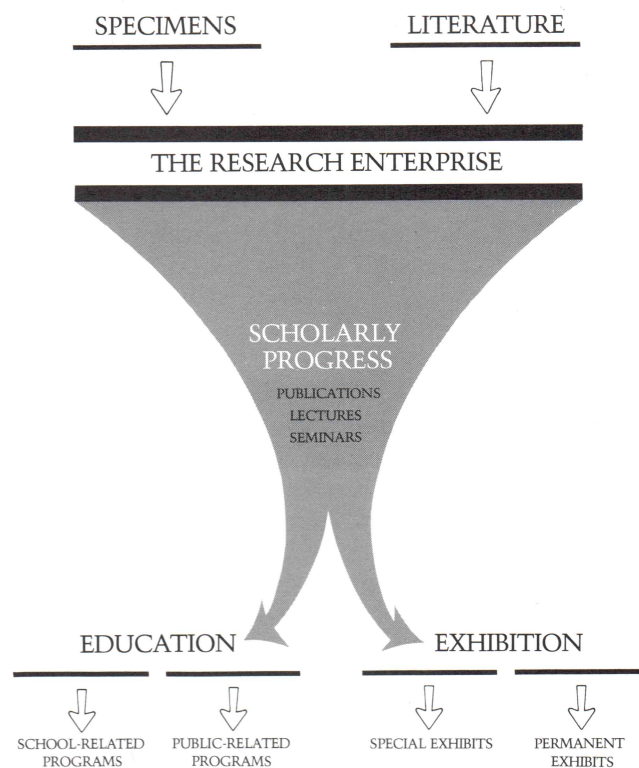 SPECIMENS
LITERATURE
THE RESEARCH ENTERPRISE
SCHOLARLY
PROGRESS
PUBLICATIONS
LECTURES
SEMINARS
EDUCATION
EXHIBITION
SCHOOL-RELATED
PROGRAMS
PUBLIC-RELATED
PROGRAMS
SPECIAL EXHIBITS
PERMANENT
EXHIBITS